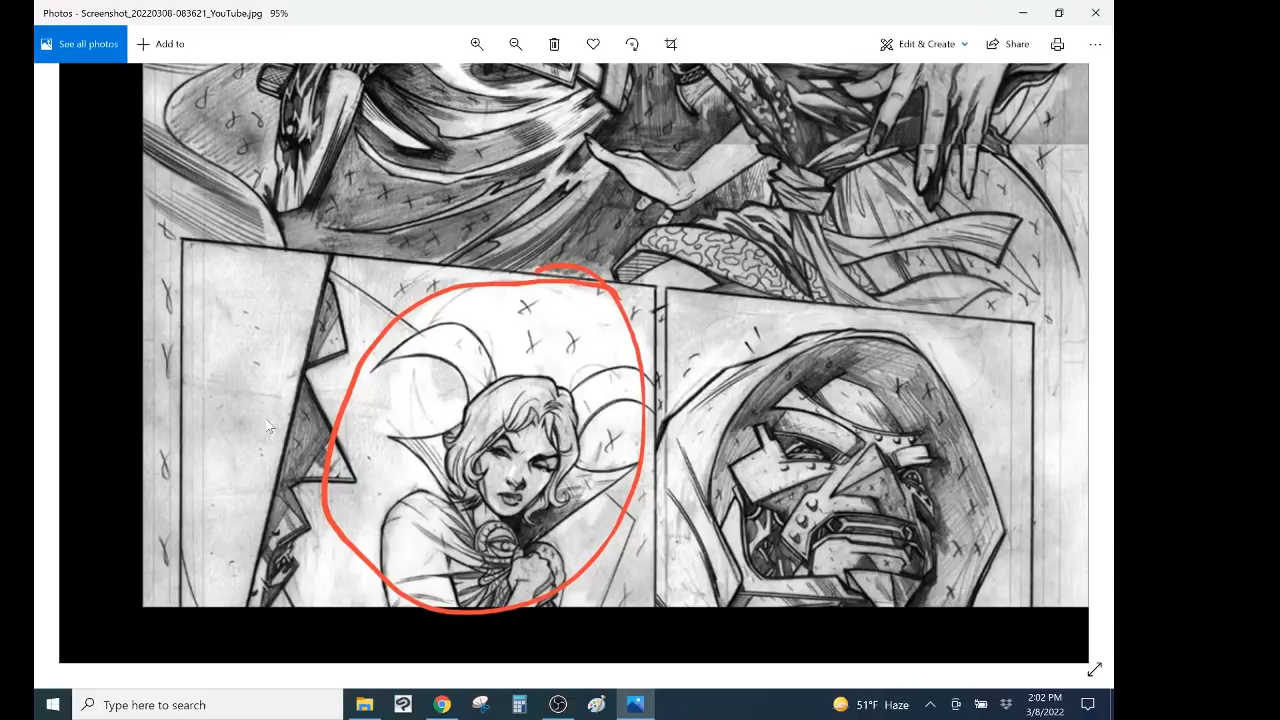 Photos - Screenshot_20220308-083621_YouTube.jpg 95%
See all photos
Add to
Edit & Create
Share
Type here to search
51°F Haze
2:02 PM
3/8/2022